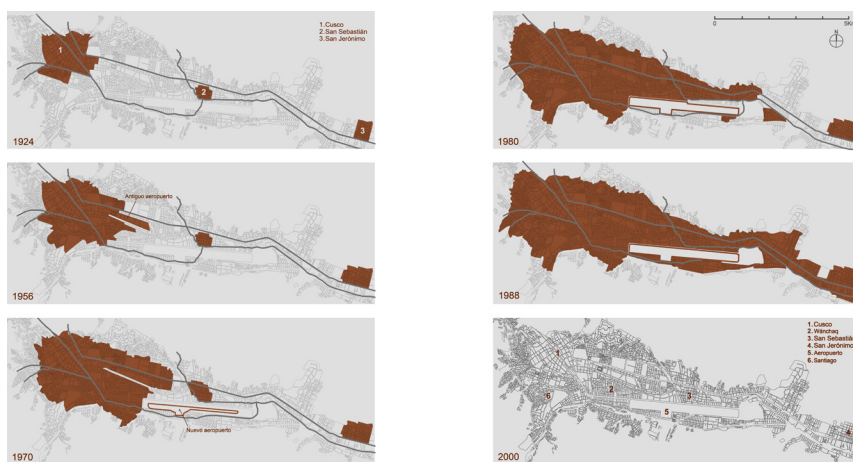 1.Cusco
2.San Sebastián
3.San Jerónimo
1
2
3
1924
Antiguo aeropuerto
1956
Nuevo aeropuerto
1970
0
5Km
N
1980
1988
1.Cusco
2.Wánchaq
3.San Sebastián
4.San Jerónimo
5.Aeropuerto
6.Santiago
1
2
3
4
5
6
2000